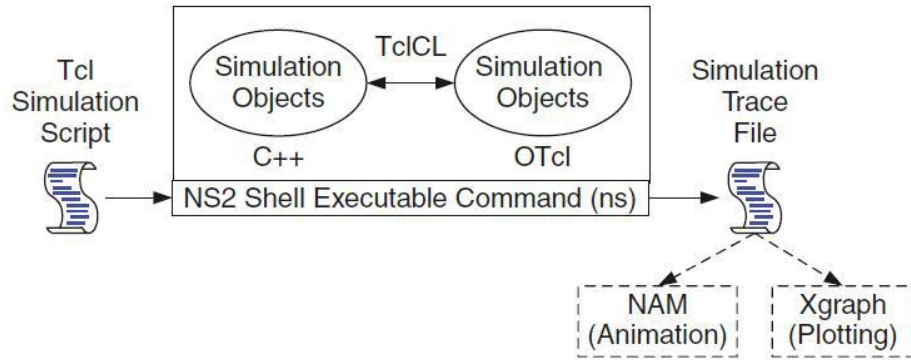 Tcl
Simulation
Script
TclCL
Simulation
Objects
Simulation
Objects
C++
OTcl
NS2 Shell Executable Command (ns)
Simulation
Trace
File
NAM
(Animation)
Xgraph
(Plotting)